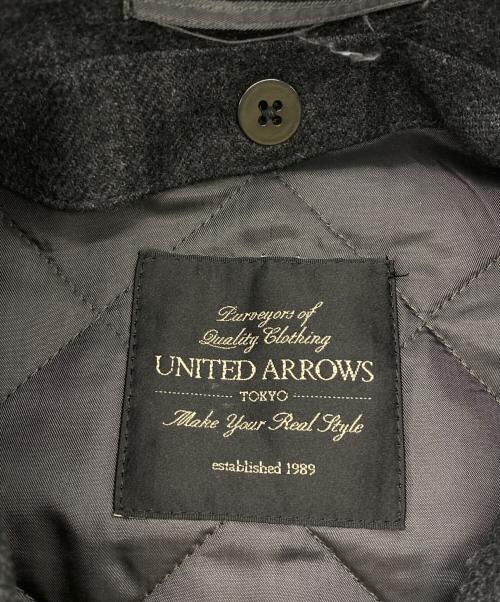 Purveyors of
Quality Clothing
UNITED ARROWS
TOKYO
Make Your Real Style
established 1989